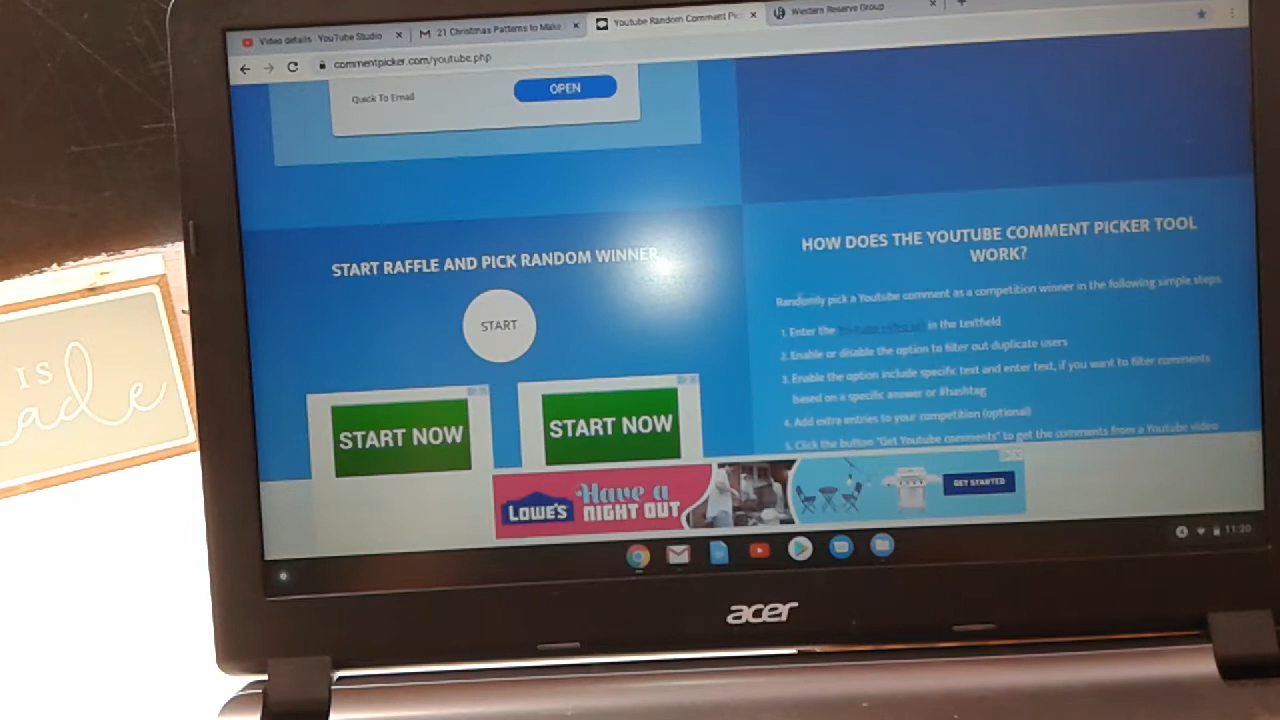 Video details - YouTube Studio
21 Christmas Patterns to Make
Youtube Random Comment Pic
Western Reserve Group
commentpicker.com/youtube.php
Quick To Email
OPEN
START RAFFLE AND PICK RANDOM WINNER
START
START NOW
START NOW
HOW DOES THE YOUTUBE COMMENT PICKER TOOL
WORK?
Randomly pick a Youtube comment as a competition winner in the following simple steps
1. Enter the Youtube video url in the textfield
2. Enable or disable the option to filter out duplicate users
3. Enable the option include specific text and enter text, if you want to filter comments
based on a specific answer or #hashtag
4. Add extra entries to your competition (optional)
5. Click the button "Get Youtube comments" to get the comments from a Youtube video
LOWE'S
Have a
NIGHT OUT
GET STARTED
11:20
acer
IS
ade